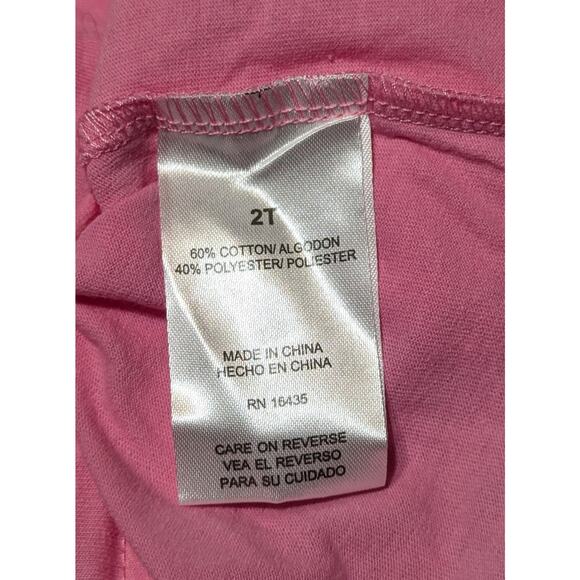 2T
60% COTTON/ ALGODON
40% POLYESTER/ POLIESTER
MADE IN CHINA
HECHO EN CHINA
RN 16435
CARE ON REVERSE
VEA EL REVERSO
PARA SU CUIDADO